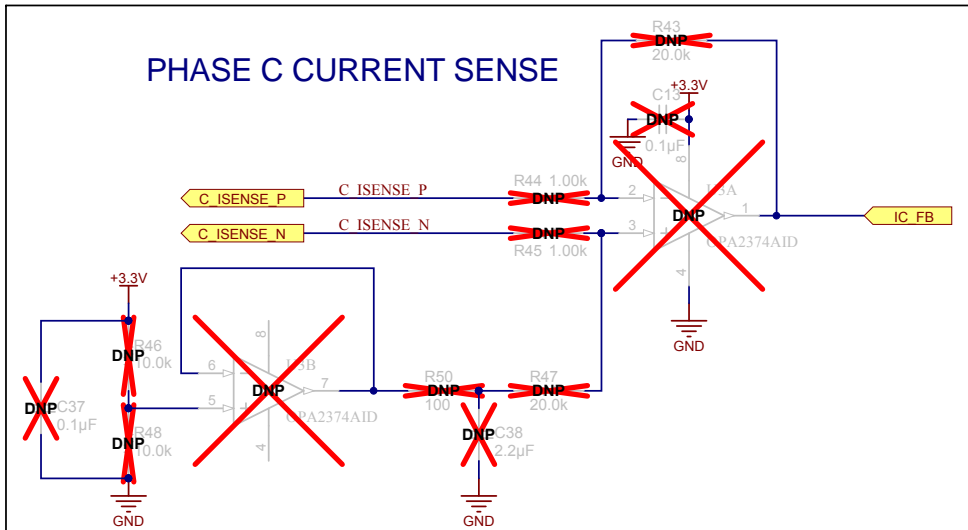 PHASE C CURRENT SENSE
R43
DNP
20.0k
+3.3V
C13
DNP
0.1µF
GND
8
C_ISENSE_P
C_ISENSE_P
R44 1.00k
DNP
2
DNP
1
IC_FB
C_ISENSE_N
C_ISENSE_N
DNP
R45 1.00k
3
OPA2374AID
4
GND
+3.3V
R46
DNP
10.0k
8
6
7
DNP
5
OPA2374AID
4
R50
DNP
100
R47
DNP
20.0k
DNP
C37
0.1µF
R48
DNP
10.0k
C38
DNP
2.2µF
GND
GND